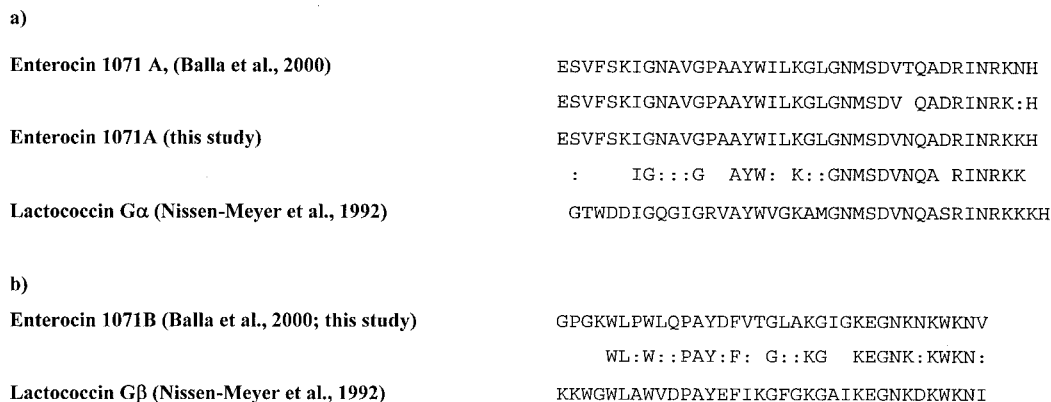 a)
Enterocin 1071 A, (Balla et al., 2000) ESVFSKIGNAVGPAAYWILKGLGNMSDVTQADRINRKNH
ESVFSKIGNAVGPAAYWILKGLGNMSDV QADRINRK:H
Enterocin 1071A (this study) ESVFSKIGNAVGPAAYWILKGLGNMSDVNQADRINRKKH
: IG:::G AYW: K::GNMSDVNQA RINRKK
Lactococcin Gα (Nissen-Meyer et al., 1992) GTWDDIGQGIGRVAYWVGKAMGNMSDVNQASRINRKKKH
b)
Enterocin 1071B (Balla et al., 2000; this study) GPGKWLPWLQPAYDFVTGLAKGIGKEGNKNKWKNV
WL:W::PAY:F: G::KG KEGNK:KWKN:
Lactococcin Gβ (Nissen-Meyer et al., 1992) KKWGWLAWVDPAYEFIKGFGKGAIKEGNKDKWKNI